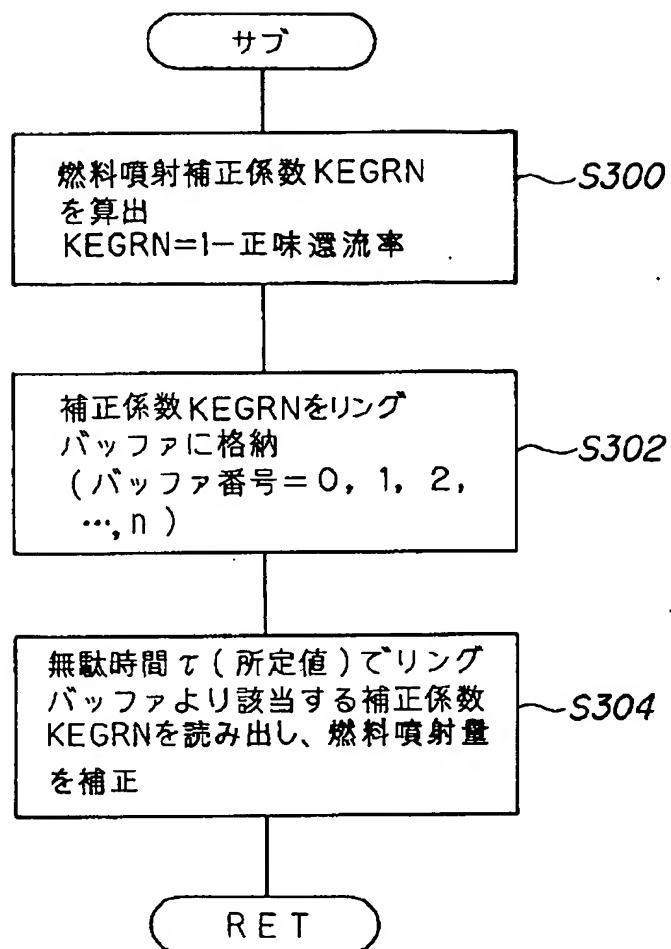 サブ
燃料噴射補正係数KEGRN
を算出
KEGRN=1-正味還流率
S300
補正係数KEGRNをリング
バッファに格納
(バッファ番号=0, 1, 2,
…,n)
S302
無駄時間τ(所定値)でリング
バッファより該当する補正係数
KEGRNを読み出し、燃料噴射量
を補正
S304
RET